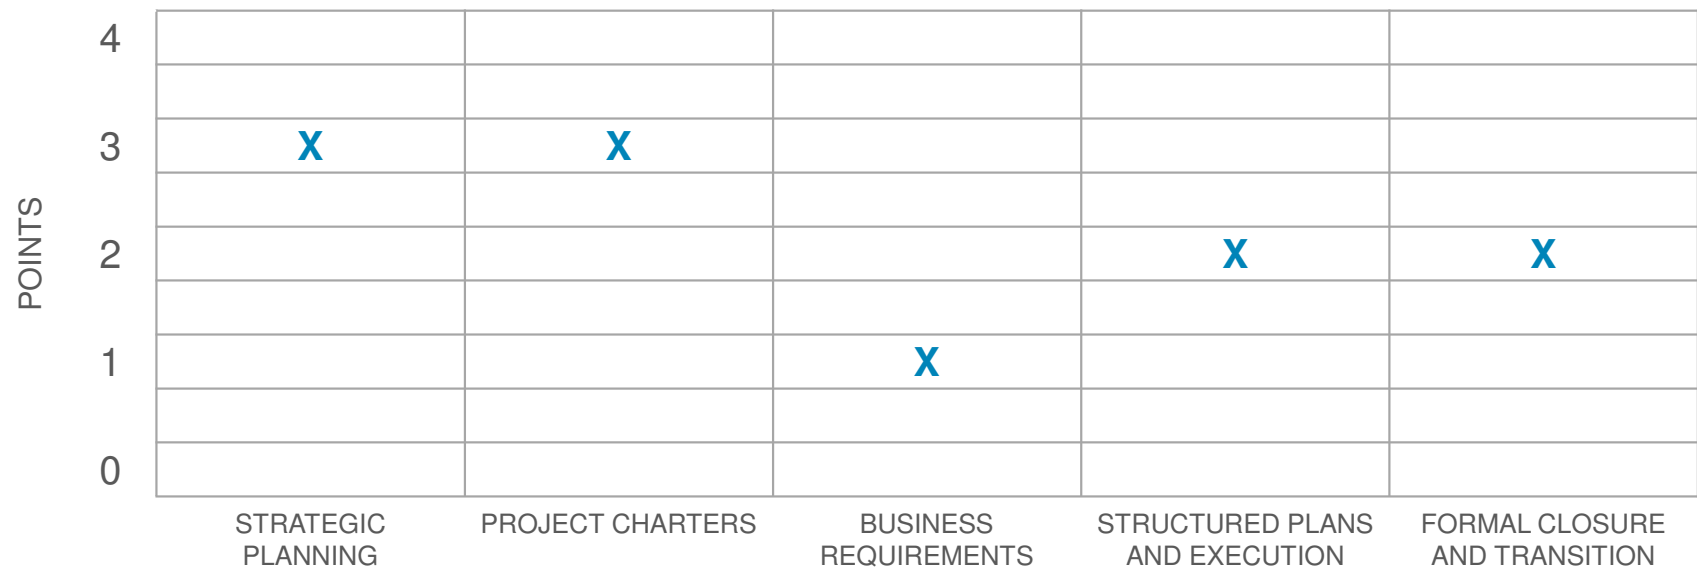 POINTS
4
3 X X
2 X X
1 X
0
STRATEGIC PLANNING
PROJECT CHARTERS
BUSINESS REQUIREMENTS
STRUCTURED PLANS AND EXECUTION
FORMAL CLOSURE AND TRANSITION